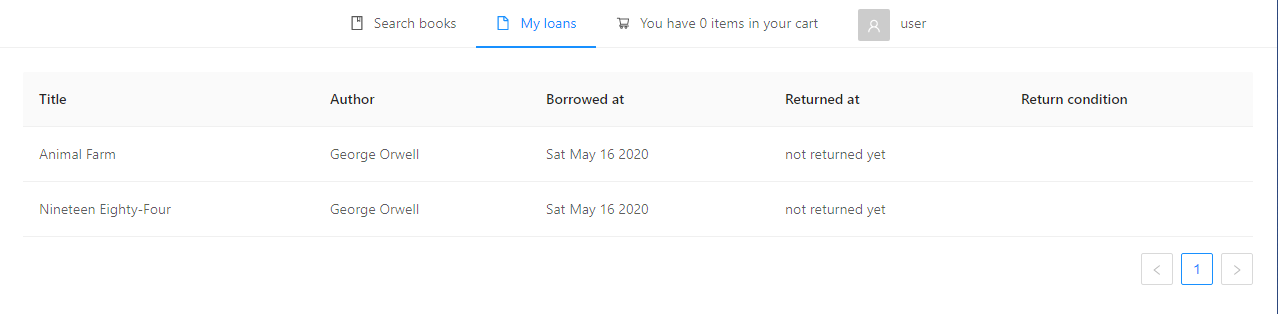 Search books My loans You have 0 items in your cart user
Title Author Borrowed at Returned at Return condition
Animal Farm George Orwell Sat May 16 2020 not returned yet
Nineteen Eighty-Four George Orwell Sat May 16 2020 not returned yet
< 1 >